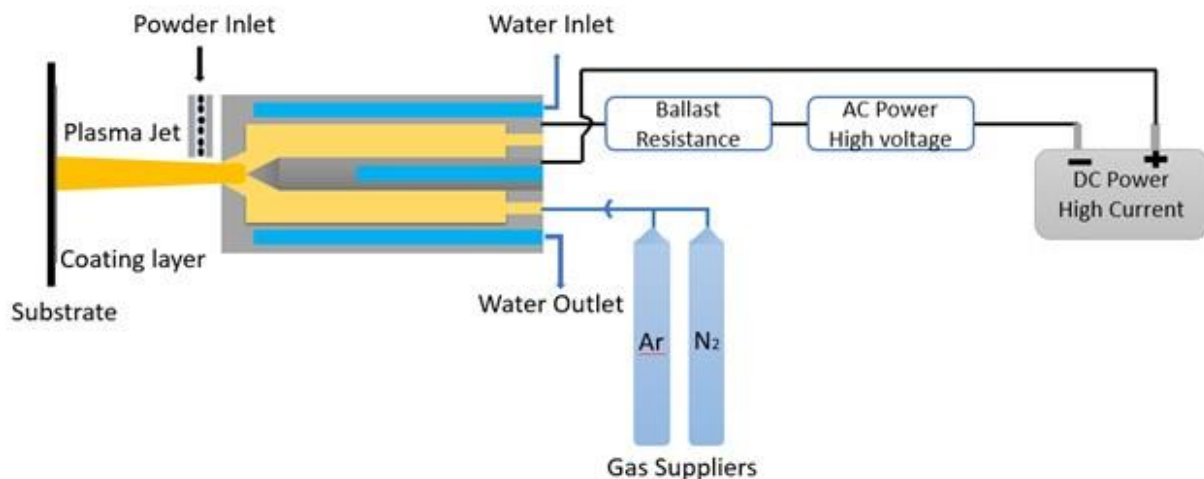 Powder Inlet
Water Inlet
Plasma Jet
Ballast
Resistance
AC Power
High voltage
− +
DC Power
High Current
Coating layer
Substrate
Water Outlet
Ar
N₂
Gas Suppliers